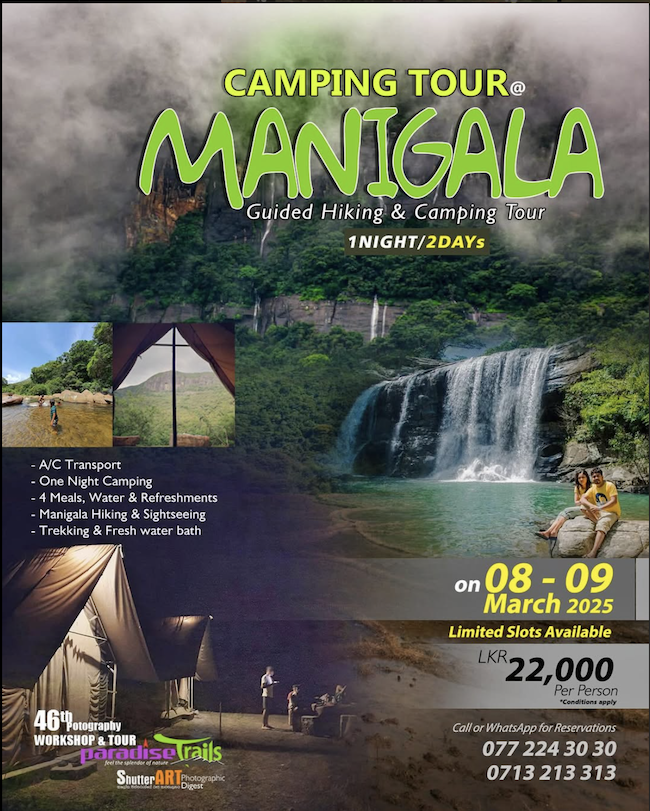 CAMPING TOUR@
MANIGALA
Guided Hiking & Camping Tour
1NIGHT/2DAYs
- A/C Transport
- One Night Camping
- 4 Meals, Water & Refreshments
- Manigala Hiking & Sightseeing
- Trekking & Fresh water bath
on 08 - 09
March 2025
Limited Slots Available
LKR 22,000
Per Person
*Conditions apply
46th Potography
WORKSHOP & TOUR
paradise Trails
feel the splendor of nature
ShutterART Photographic
Digest
Call or WhatsApp for Reservations
077 224 30 30
0713 213 313